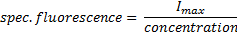 spec. fluorescence = I_max / concentration